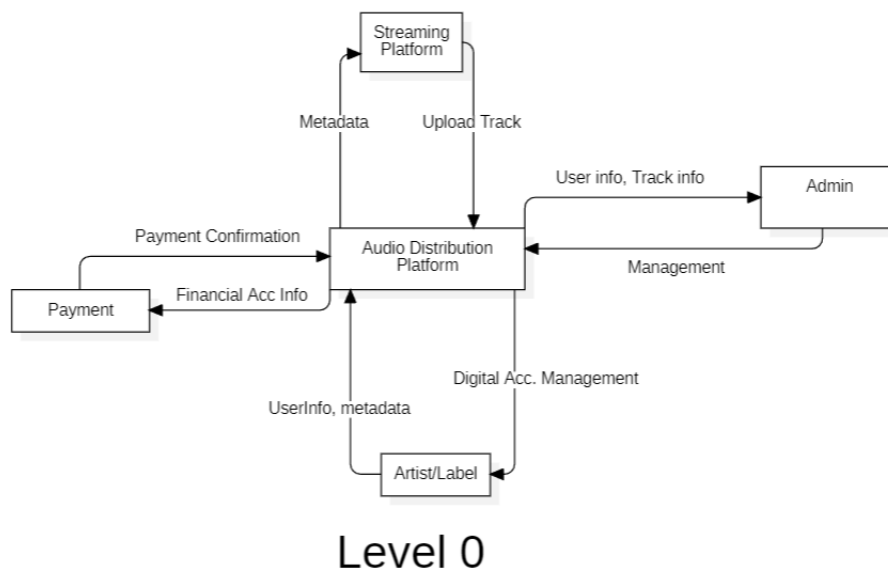 Streaming
Platform
Metadata
Upload Track
User info, Track info
Admin
Payment Confirmation
Audio Distribution
Platform
Management
Financial Acc Info
Payment
Digital Acc. Management
UserInfo, metadata
Artist/Label
Level 0